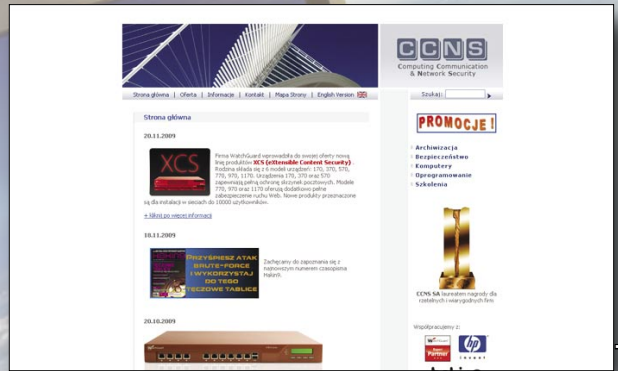 CCNS
Computing Communication
& Network Security
Strona główna | Oferta | Informacje | Kontakt | Mapa Strony | English Version
Szukaj:
Strona główna
20.11.2009
XCS
Firma WatchGuard wprowadziła do swojej oferty nową
linę produktów XCS (eXtensible Content Security).
Rodzina składa się z 6 modeli urządzeń: 170, 370, 570,
770, 970, 1170. Urządzenia 170, 370 oraz 570
zapewniają pełną ochronę skrzynek pocztowych. Modele
770, 970 oraz 1170 oferują dodatkowo pełne
zabezpieczenie ruchu Web. Nowe produkty przeznaczone
są dla instalacji w sieciach do 10000 użytkowników.
+ kliknij po więcej informacji
10.11.2009
PRZYŚPIESZ ATAK
BRUTE-FORCE
I WYKORZYSTAJ
DO TEGO
TĘCZOWE TABLICE
Zachęcamy do zapoznania się z
najnowszym numerem czasopisma
Hakin9.
20.10.2009
PROMOCJE !
Archiwizacja
Bezpieczeństwo
Komputery
Oprogramowanie
Szkolenia
CCNS SA laureatem nagrody dla
rzetelnych i wiarygodnych firm
Współpracujemy z:
Expert
Partner
hp
invent